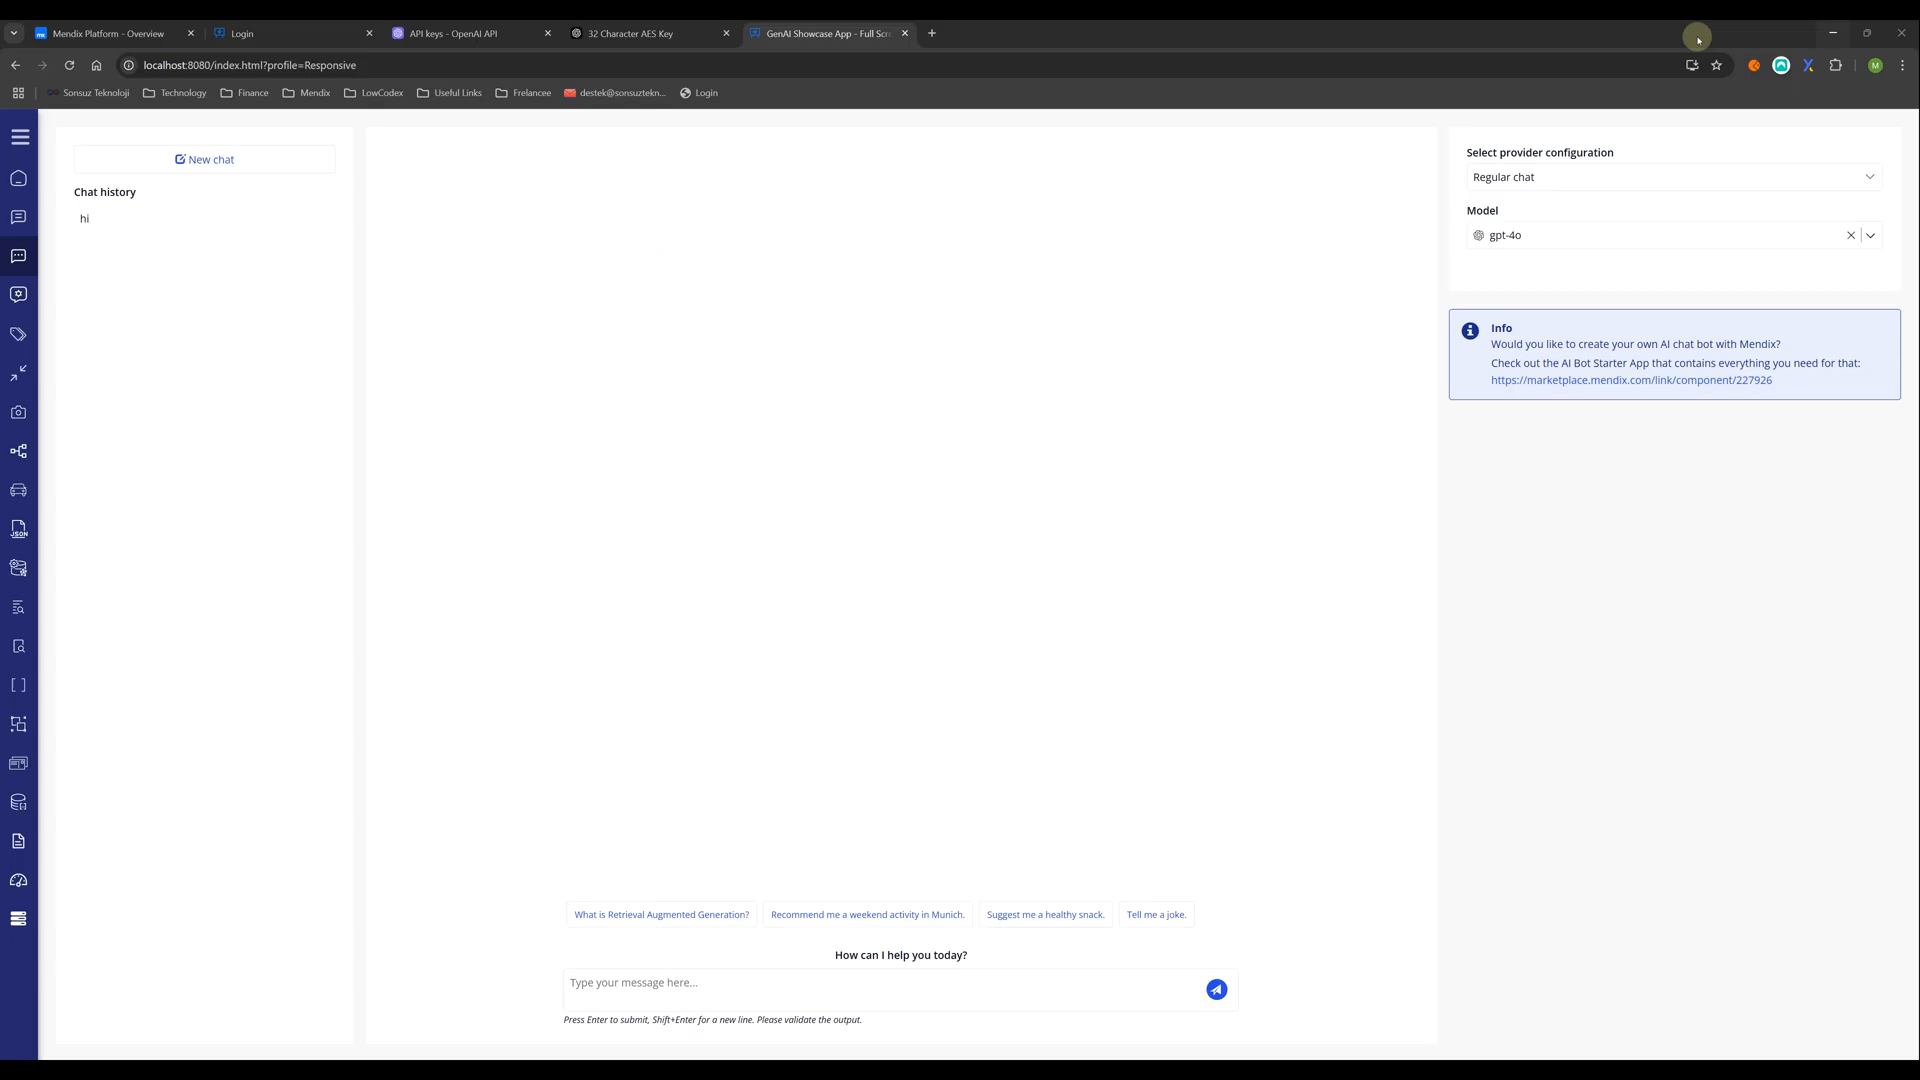 Mendix Platform - Overview
Login
API keys - OpenAI API
32 Character AES Key
GenAI Showcase App - Full Scr
localhost:8080/index.html?profile=Responsive
M
Sonsuz Teknoloji
Technology
Finance
Mendix
LowCodex
Useful Links
Frelancee
destek@sonsuztekn...
Login
New chat
Chat history
hi
JSON
Select provider configuration
Regular chat
Model
gpt-4o
Info
Would you like to create your own AI chat bot with Mendix?
Check out the AI Bot Starter App that contains everything you need for that:
https://marketplace.mendix.com/link/component/227926
What is Retrieval Augmented Generation?
Recommend me a weekend activity in Munich.
Suggest me a healthy snack.
Tell me a joke.
How can I help you today?
Type your message here...
Press Enter to submit, Shift+Enter for a new line. Please validate the output.